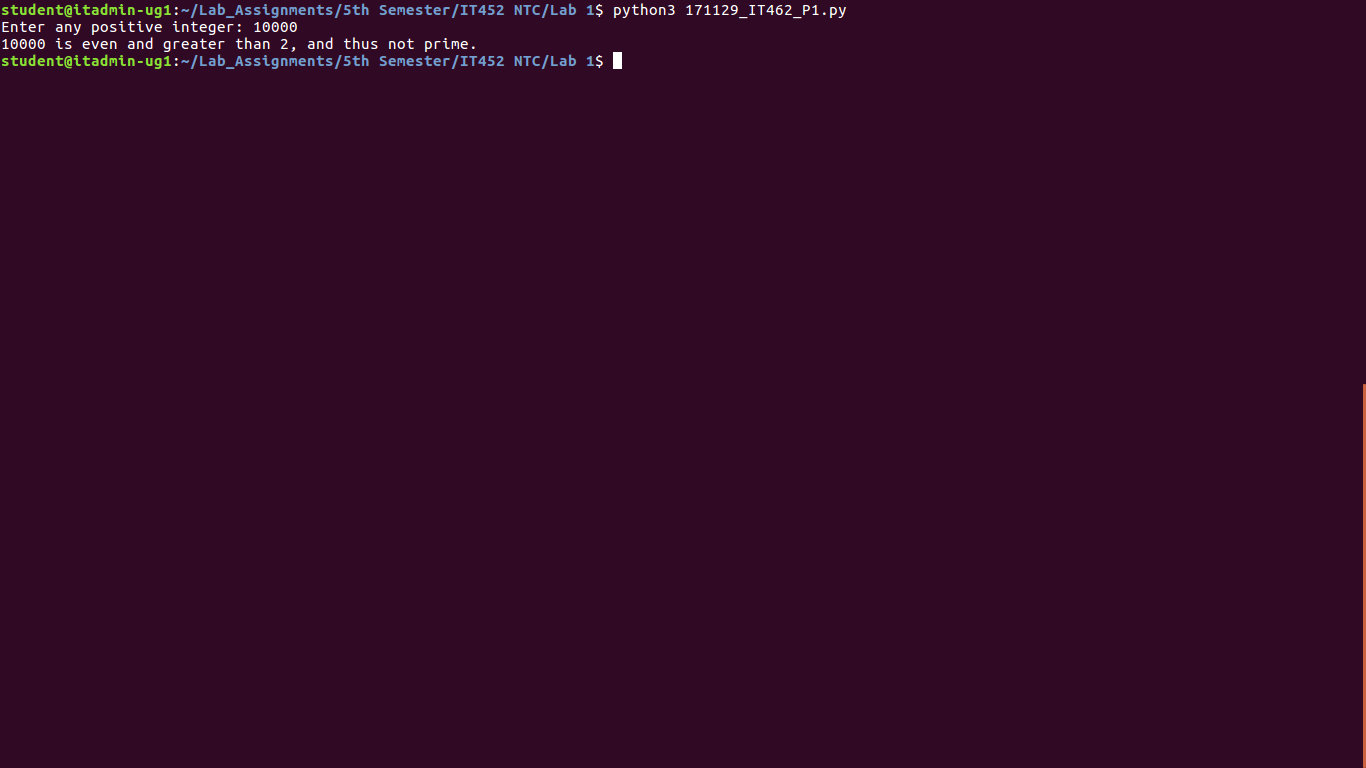 student@itadmin-ug1:~/Lab_Assignments/5th Semester/IT452 NTC/Lab 1$ python3 171129_IT462_P1.py
Enter any positive integer: 10000
10000 is even and greater than 2, and thus not prime.
student@itadmin-ug1:~/Lab_Assignments/5th Semester/IT452 NTC/Lab 1$